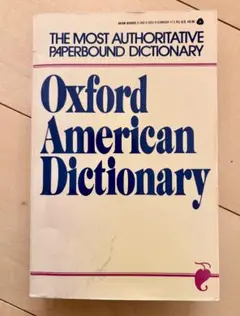 THE MOST AUTHORITATIVE
PAPERBOUND DICTIONARY
Oxford
American
Dictionary